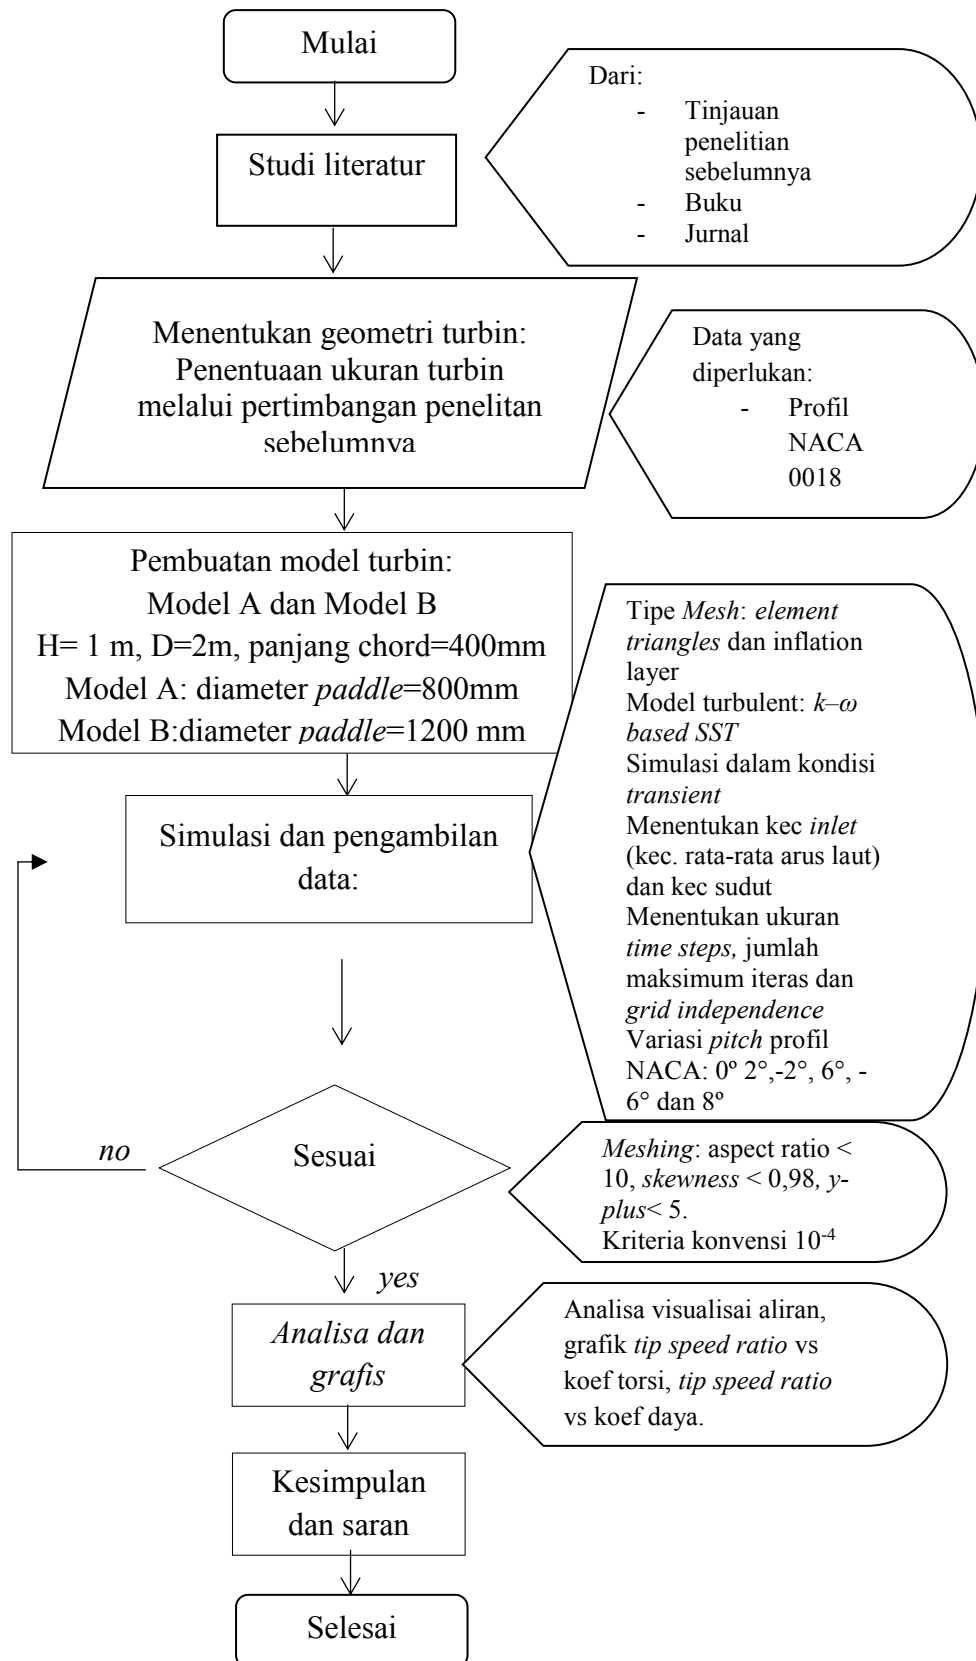 Mulai
Dari:
- Tinjauan
penelitian
sebelumnya
- Buku
- Jurnal
Studi literatur
Menentukan geometri turbin:
Penentuaan ukuran turbin
melalui pertimbangan penelitan
sebelumnya
Data yang
diperlukan:
- Profil
NACA
0018
Pembuatan model turbin:
Model A dan Model B
H= 1 m, D=2m, panjang chord=400mm
Model A: diameter paddle=800mm
Model B:diameter paddle=1200 mm
Tipe Mesh: element
triangles dan inflation
layer
Model turbulent: k–ω
based SST
Simulasi dalam kondisi
transient
Menentukan kec inlet
(kec. rata-rata arus laut)
dan kec sudut
Menentukan ukuran
time steps, jumlah
maksimum iteras dan
grid independence
Variasi pitch profil
NACA: 0º 2°,-2°, 6°, -
6° dan 8º
Simulasi dan pengambilan
data:
Sesuai
no
yes
Meshing: aspect ratio <
10, skewness < 0,98, y-
plus< 5.
Kriteria konvensi 10⁻⁴
Analisa dan
grafis
Analisa visualisai aliran,
grafik tip speed ratio vs
koef torsi, tip speed ratio
vs koef daya.
Kesimpulan
dan saran
Selesai